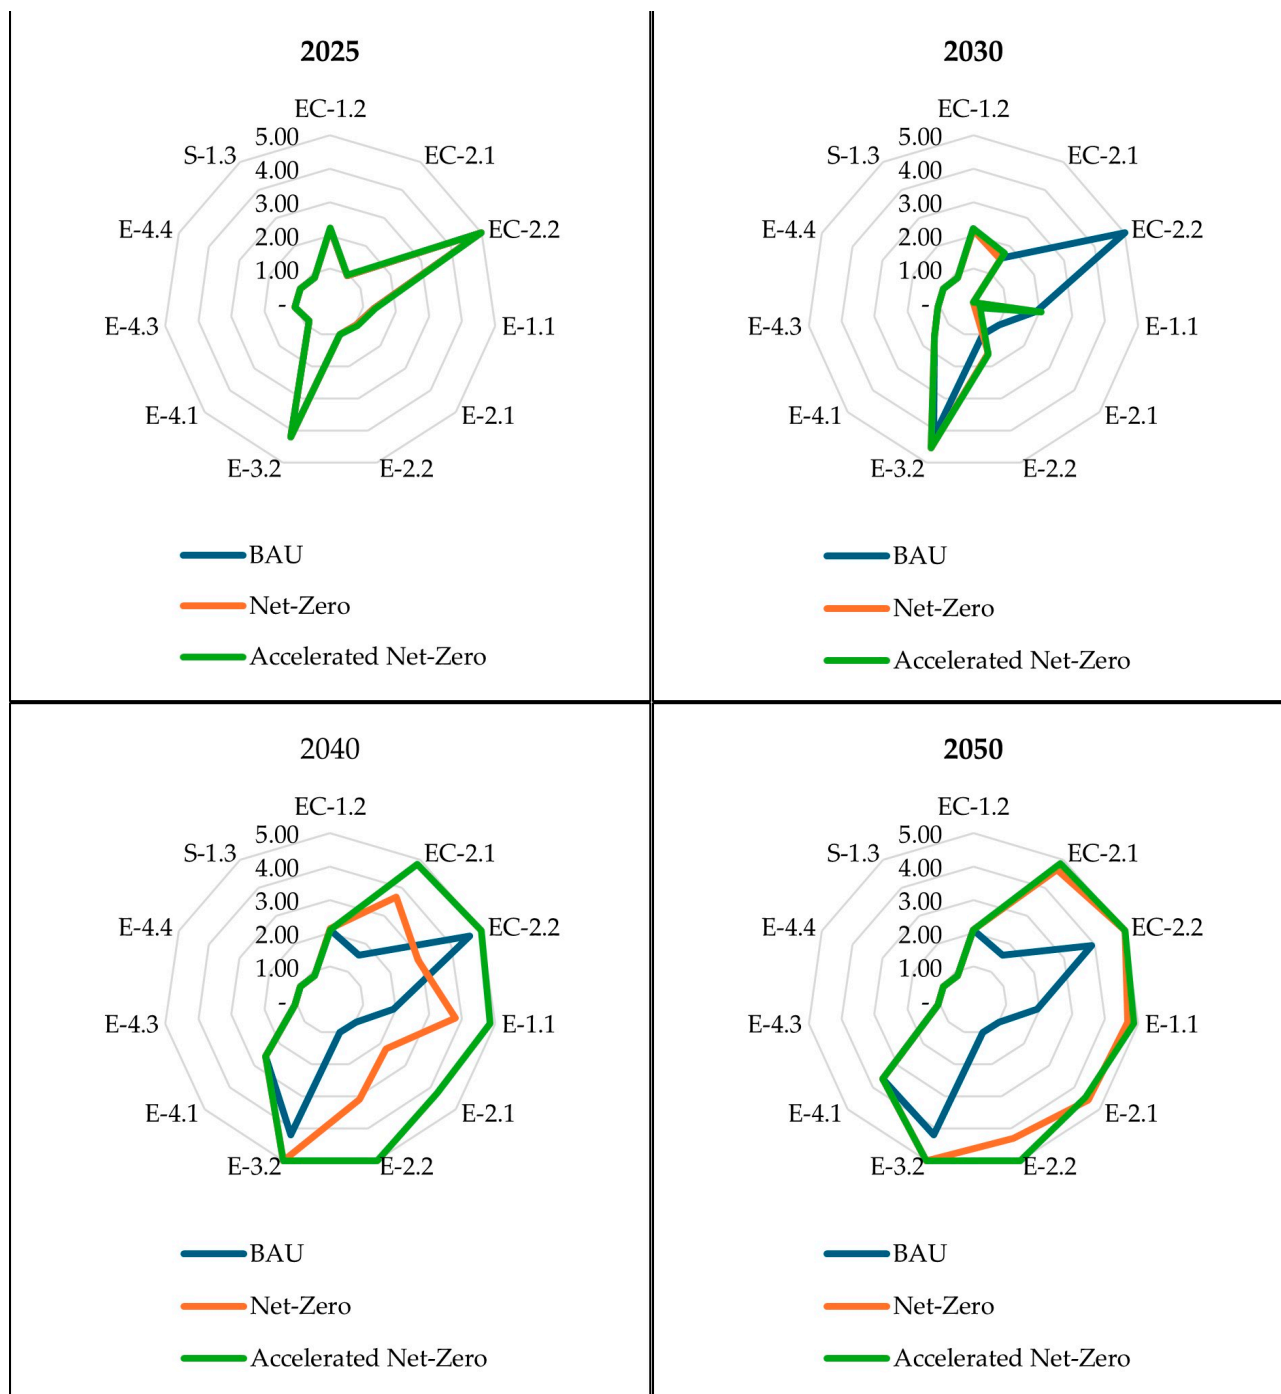 2025
EC-1.2
5.00
EC-2.1
S-1.3
4.00
3.00
E-4.4
2.00
EC-2.2
1.00
-
E-4.3
E-1.1
E-4.1
E-2.1
E-3.2
E-2.2
BAU
Net-Zero
Accelerated Net-Zero
2030
EC-1.2
5.00
EC-2.1
S-1.3
4.00
3.00
E-4.4
2.00
EC-2.2
1.00
-
E-4.3
E-1.1
E-4.1
E-2.1
E-3.2
E-2.2
BAU
Net-Zero
Accelerated Net-Zero
2040
EC-1.2
5.00
EC-2.1
S-1.3
4.00
3.00
E-4.4
2.00
EC-2.2
1.00
-
E-4.3
E-1.1
E-4.1
E-2.1
E-3.2
E-2.2
BAU
Net-Zero
Accelerated Net-Zero
2050
EC-1.2
5.00
EC-2.1
S-1.3
4.00
3.00
E-4.4
2.00
EC-2.2
1.00
-
E-4.3
E-1.1
E-4.1
E-2.1
E-3.2
E-2.2
BAU
Net-Zero
Accelerated Net-Zero